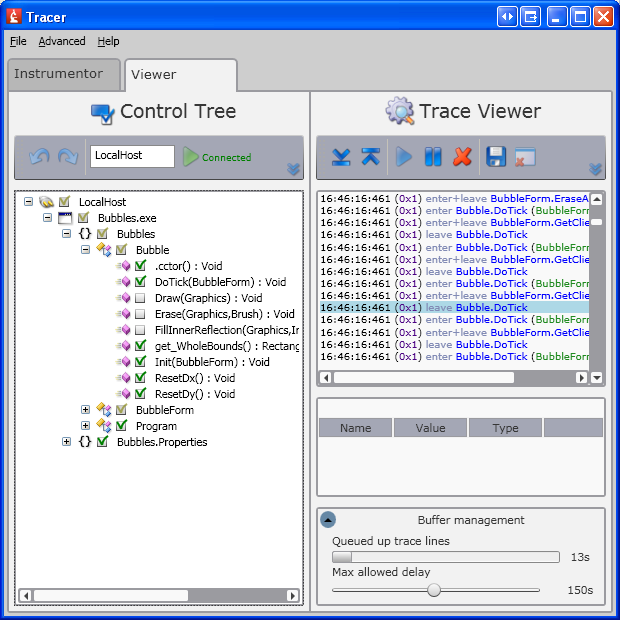 Tracer
File Advanced Help
Instrumentor Viewer
Control Tree
LocalHost Connected
LocalHost
Bubbles.exe
{} Bubbles
Bubble
.cctor() : Void
DoTick(BubbleForm) : Void
Draw(Graphics) : Void
Erase(Graphics,Brush) : Void
FillInnerReflection(Graphics,In
get_WholeBounds() : Rectang
Init(BubbleForm) : Void
ResetDx() : Void
ResetDy() : Void
BubbleForm
Program
{} Bubbles.Properties
Trace Viewer
16:46:16:461 (0x1) enter+leave BubbleForm.EraseA
16:46:16:461 (0x1) enter Bubble.DoTick (BubbleForm
16:46:16:461 (0x1) enter+leave BubbleForm.GetClie
16:46:16:461 (0x1) leave Bubble.DoTick
16:46:16:461 (0x1) enter Bubble.DoTick (BubbleForm
16:46:16:461 (0x1) enter+leave BubbleForm.GetClie
16:46:16:461 (0x1) leave Bubble.DoTick
16:46:16:461 (0x1) enter Bubble.DoTick (BubbleForm
16:46:16:461 (0x1) enter+leave BubbleForm.GetClie
16:46:16:461 (0x1) leave Bubble.DoTick
16:46:16:461 (0x1) enter Bubble.DoTick (BubbleForm
16:46:16:461 (0x1) enter+leave BubbleForm.GetClie
16:46:16:461 (0x1) leave Bubble.DoTick
16:46:16:461 (0x1) enter Bubble.DoTick (BubbleForm
Name Value Type
Buffer management
Queued up trace lines
13s
Max allowed delay
150s